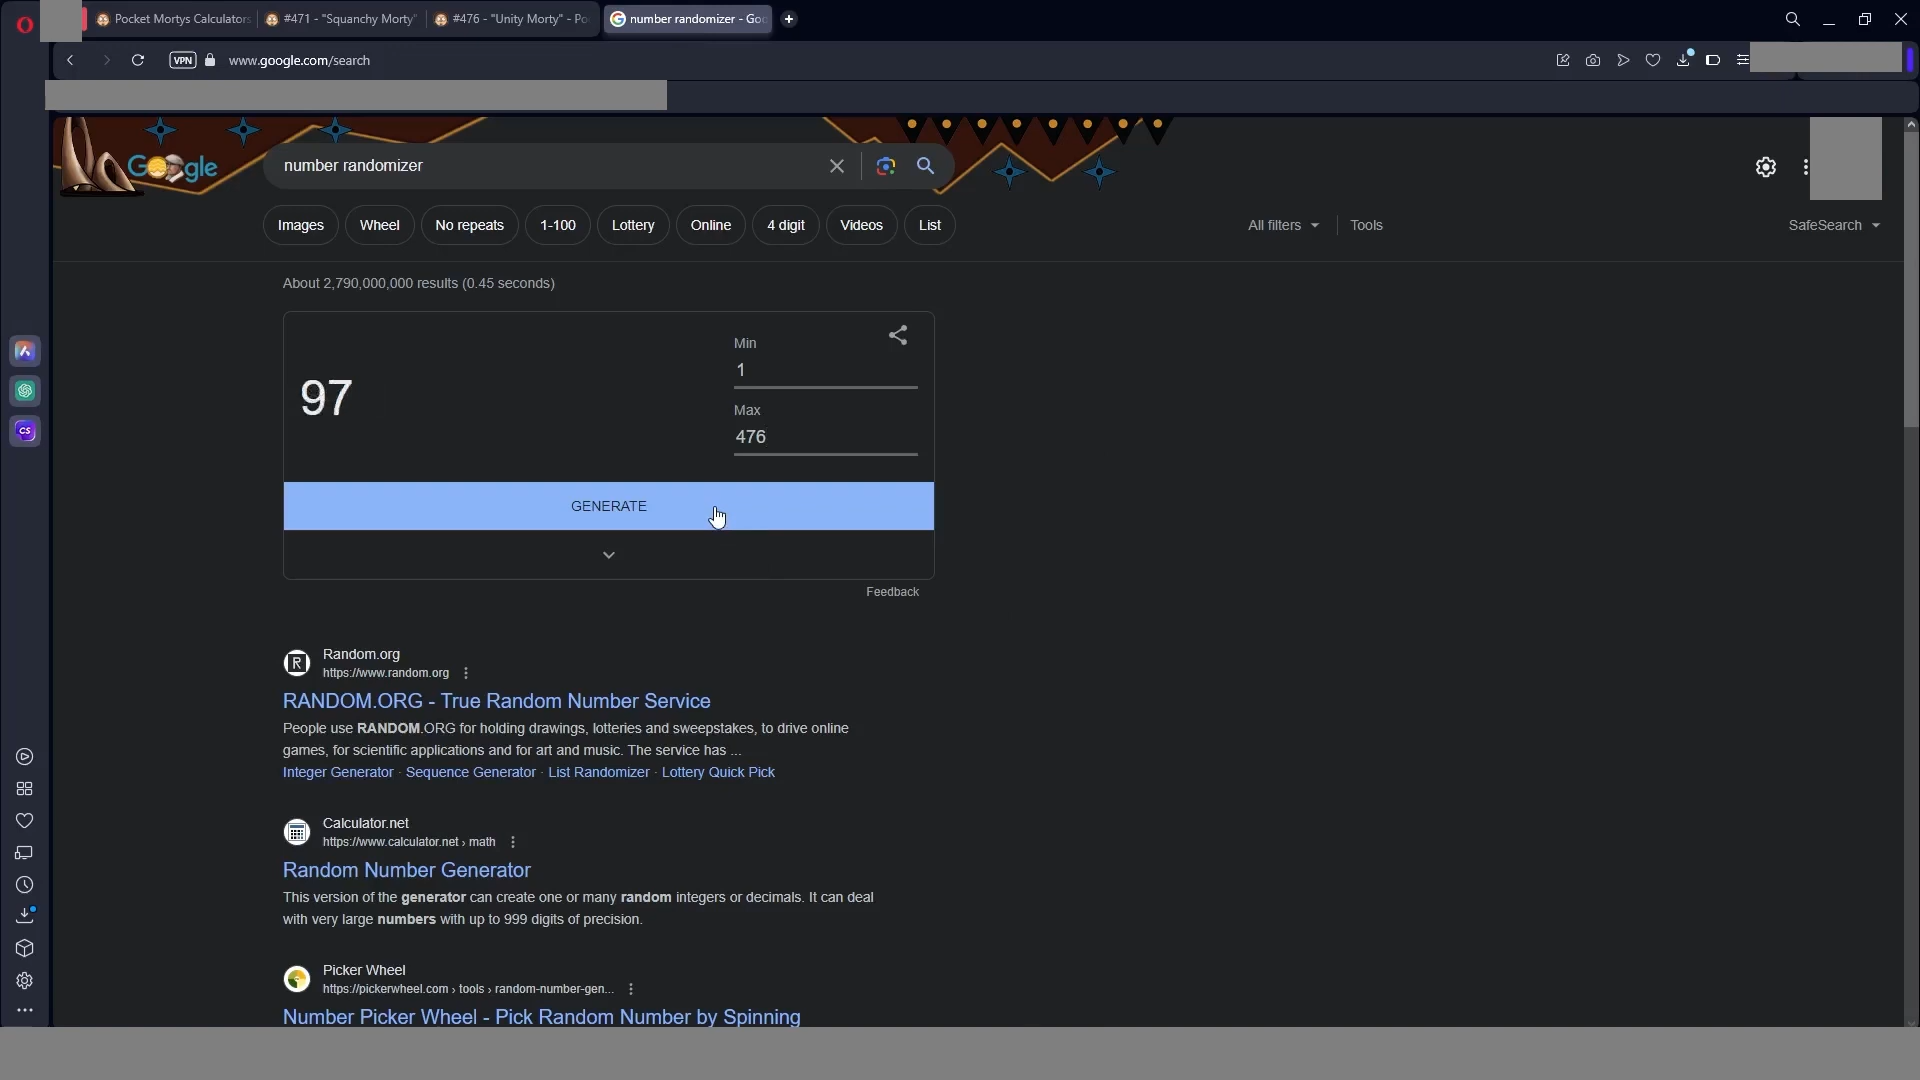 Pocket Mortys Calculators
#471 - "Squanchy Morty"
#476 - "Unity Morty" - Po
number randomizer - Goo
VPN
www.google.com/search
Google
number randomizer
Images
Wheel
No repeats
1-100
Lottery
Online
4 digit
Videos
List
All filters
Tools
SafeSearch
About 2,790,000,000 results (0.45 seconds)
97
Min
1
Max
476
GENERATE
Feedback
R
Random.org
https://www.random.org
RANDOM.ORG - True Random Number Service
People use RANDOM.ORG for holding drawings, lotteries and sweepstakes, to drive online
games, for scientific applications and for art and music. The service has ...
Integer Generator · Sequence Generator · List Randomizer · Lottery Quick Pick
Calculator.net
https://www.calculator.net › math
Random Number Generator
This version of the generator can create one or many random integers or decimals. It can deal
with very large numbers with up to 999 digits of precision.
Picker Wheel
https://pickerwheel.com › tools › random-number-gen...
Number Picker Wheel - Pick Random Number by Spinning
CS